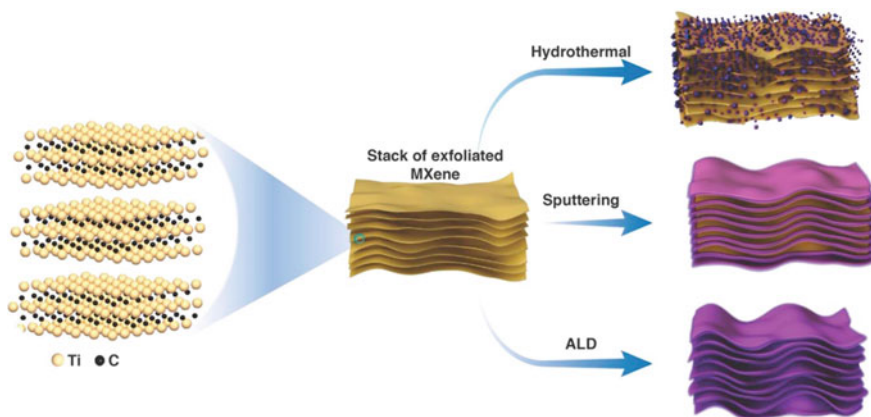 Hydrothermal
Stack of exfoliated
MXene
Sputtering
ALD
Ti C